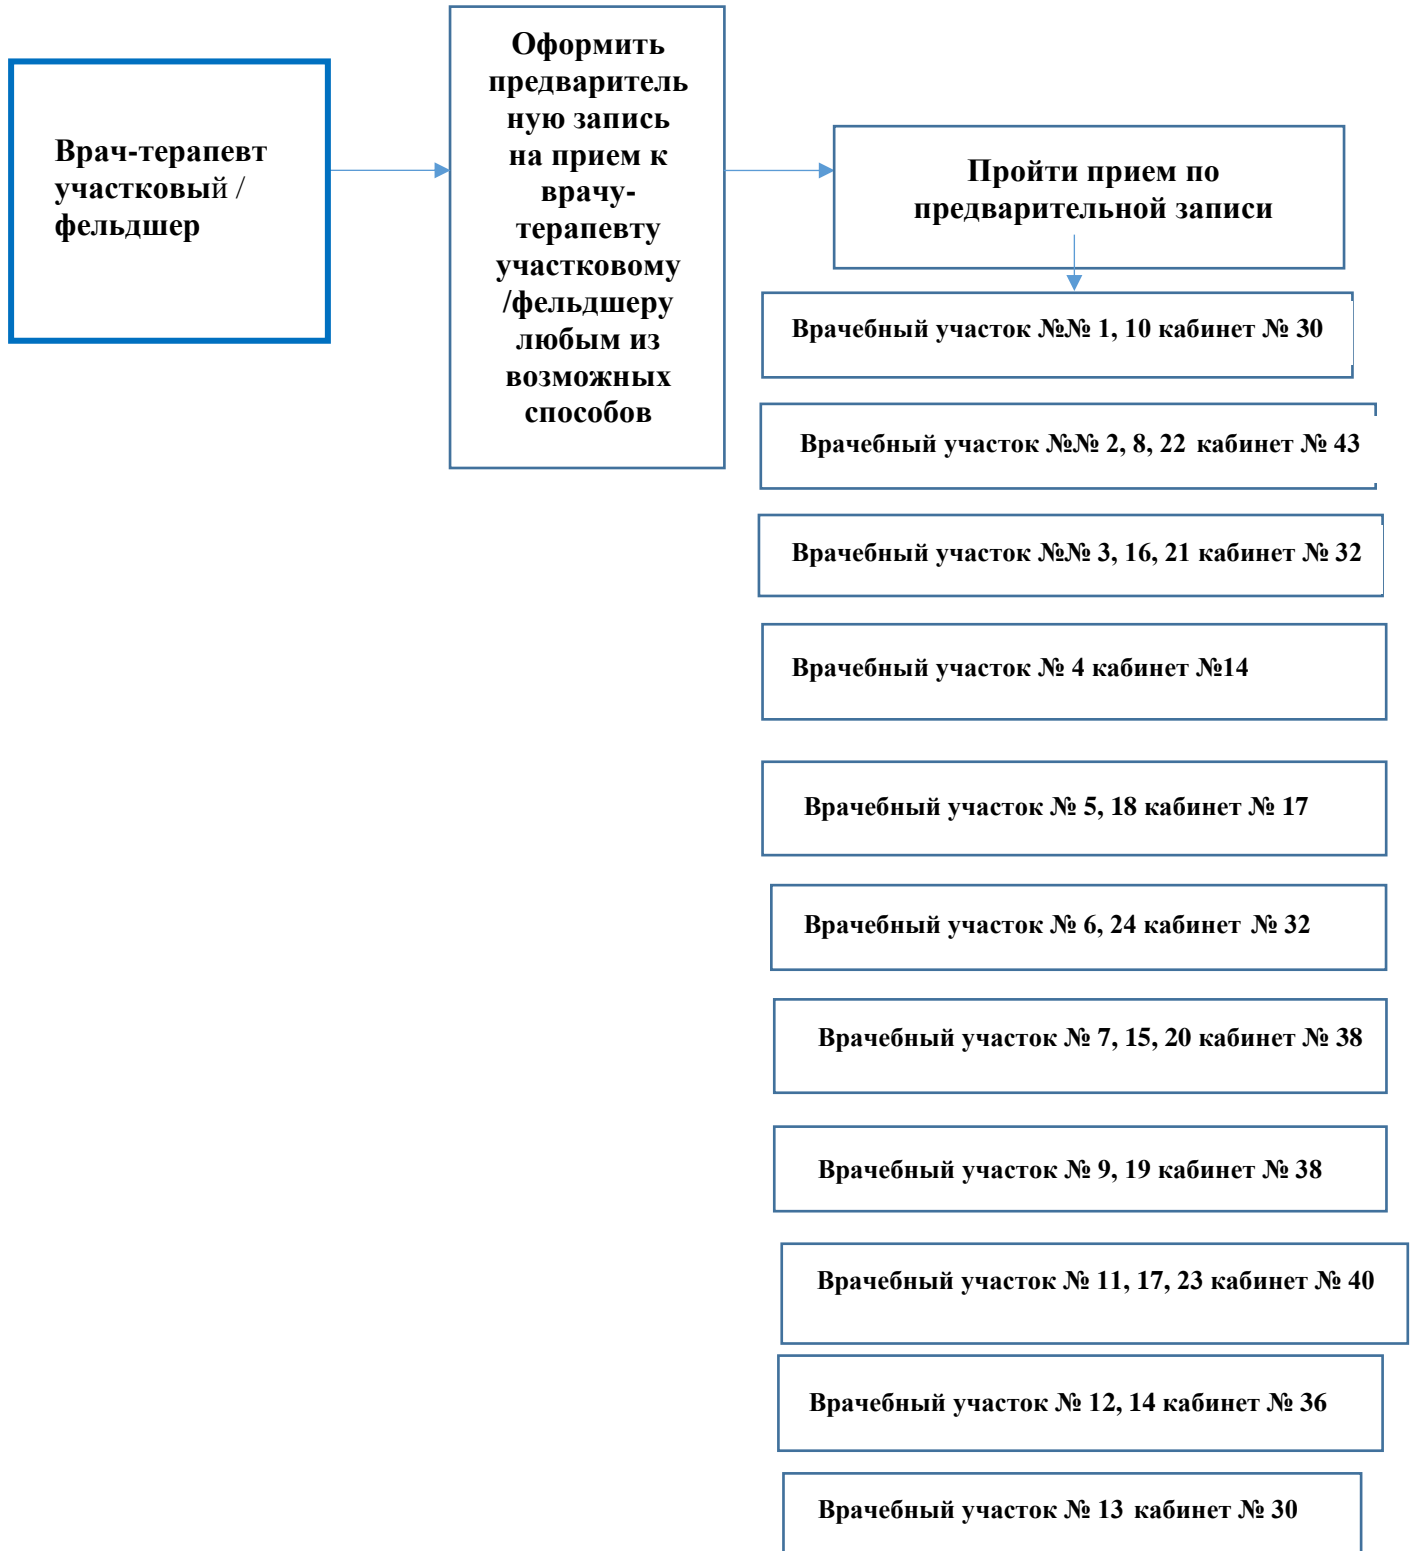 Врач-терапевт
участковый /
фельдшер
Оформить
предваритель
ную запись
на прием к
врачу-
терапевту
участковому
/фельдшеру
любым из
возможных
способов
Пройти прием по
предварительной записи
Врачебный участок №№ 1, 10 кабинет № 30
Врачебный участок №№ 2, 8, 22 кабинет № 43
Врачебный участок №№ 3, 16, 21 кабинет № 32
Врачебный участок № 4 кабинет №14
Врачебный участок № 5, 18 кабинет № 17
Врачебный участок № 6, 24 кабинет № 32
Врачебный участок № 7, 15, 20 кабинет № 38
Врачебный участок № 9, 19 кабинет № 38
Врачебный участок № 11, 17, 23 кабинет № 40
Врачебный участок № 12, 14 кабинет № 36
Врачебный участок № 13 кабинет № 30